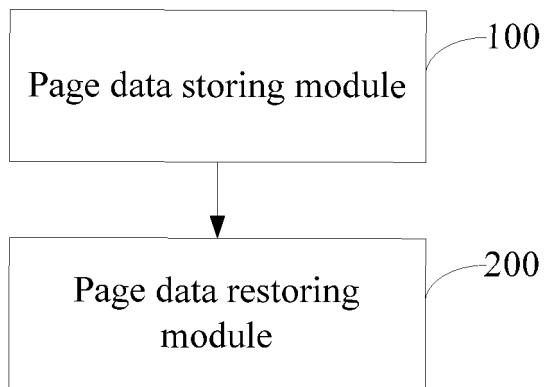 100
Page data storing module
200
Page data restoring
module